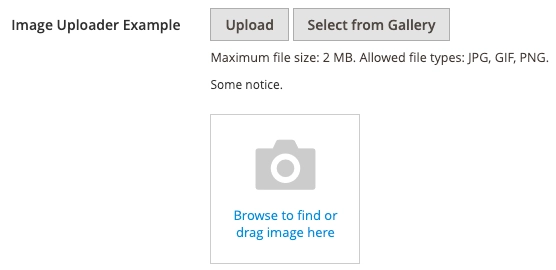 Image Uploader Example
Upload
Select from Gallery
Maximum file size: 2 MB. Allowed file types: JPG, GIF, PNG.
Some notice.
Browse to find or
drag image here